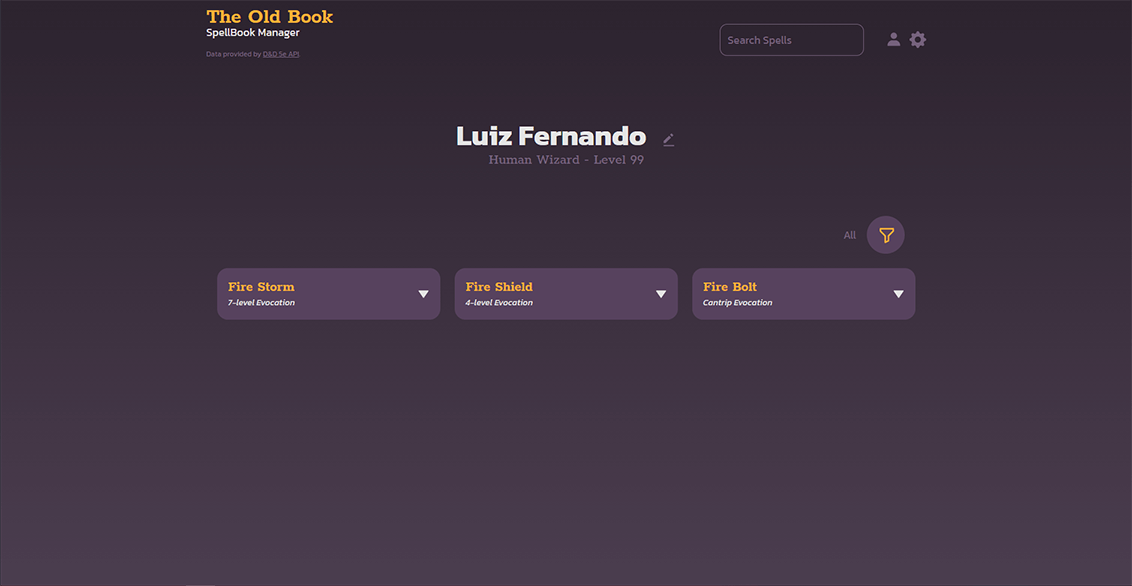 The Old Book
SpellBook Manager
Data provided by D&D 5e API
Search Spells
Luiz Fernando
Human Wizard - Level 99
All
Fire Storm
7-level Evocation
Fire Shield
4-level Evocation
Fire Bolt
Cantrip Evocation